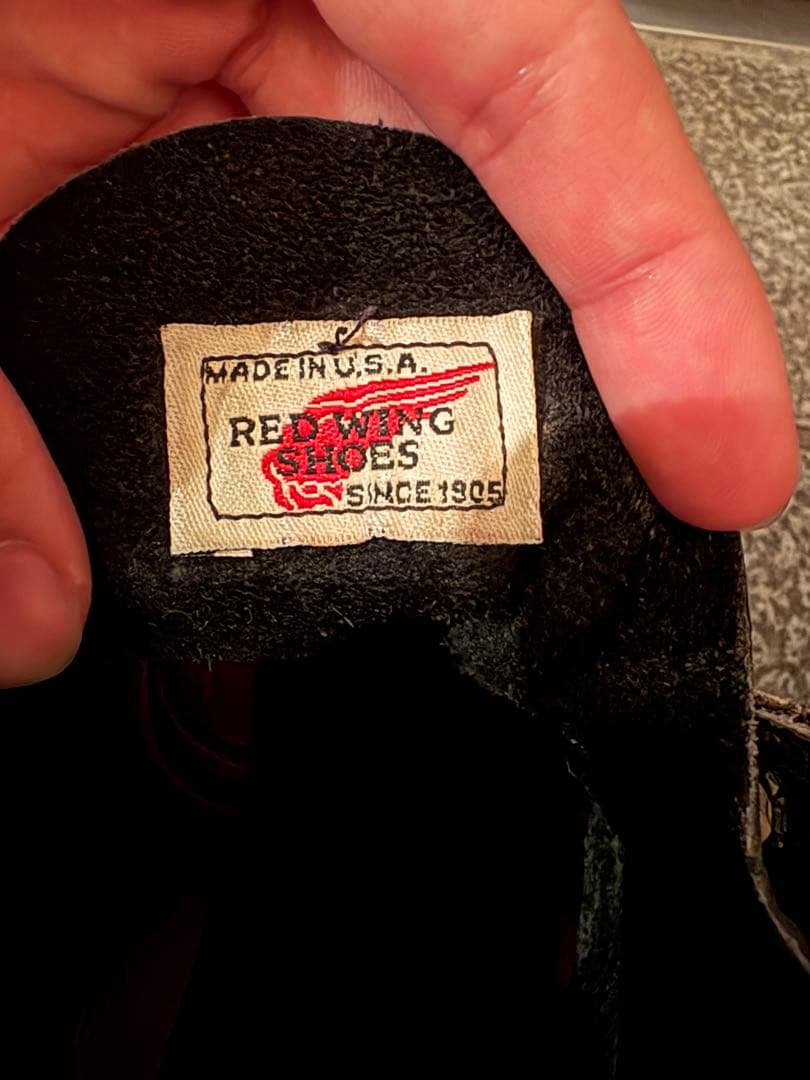 MADE IN U.S.A.
RED WING
SHOES
SINCE 1905